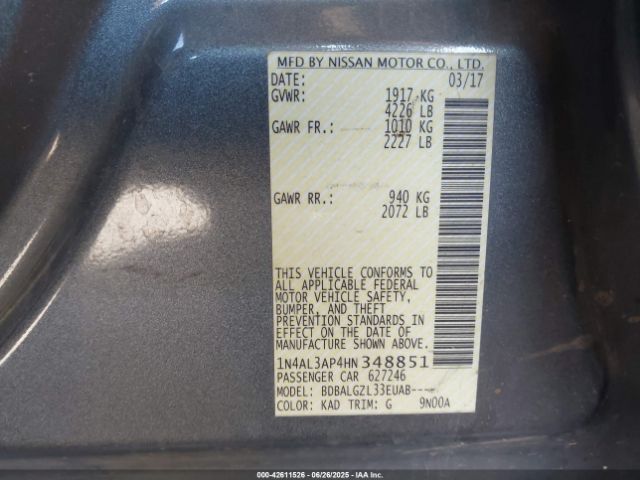 MFD BY NISSAN MOTOR CO., LTD.
DATE: 03/17
GVWR: 1917 KG
4226 LB
GAWR FR.: 1010 KG
2227 LB
GAWR RR.: 940 KG
2072 LB
THIS VEHICLE CONFORMS TO
ALL APPLICABLE FEDERAL
MOTOR VEHICLE SAFETY,
BUMPER, AND THEFT
PREVENTION STANDARDS IN
EFFECT ON THE DATE OF
MANUFACTURE SHOWN ABOVE.
1N4AL3AP4HN348851
PASSENGER CAR 627246
MODEL: BDBALGZL33EUAB----
COLOR: KAD TRIM: G 9N00A
000-42611526 | 06/26/2025 | IAA Inc.